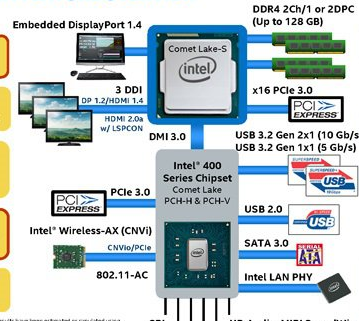 Embedded DisplayPort 1.4
DDR4 2Ch/1 or 2DPC
(Up to 128 GB)
Comet Lake-S
intel
3 DDI
DP 1.2/HDMI 1.4
HDMI 2.0a
w/ LSPCON
x16 PCIe 3.0
PCI
EXPRESS
DMI 3.0
USB 3.2 Gen 2x1 (10 Gb/s
USB 3.2 Gen 1x1 (5 Gb/s)
Intel® 400
Series Chipset
Comet Lake
PCH-H & PCH-V
SUPERSPEED+
USB
PCI
EXPRESS
PCIe 3.0
USB 2.0
USB
Intel® Wireless-AX (CNVi)
CNVio/PCIe
802.11-AC
intel
SATA 3.0
SERIAL
ATA
Intel LAN PHY